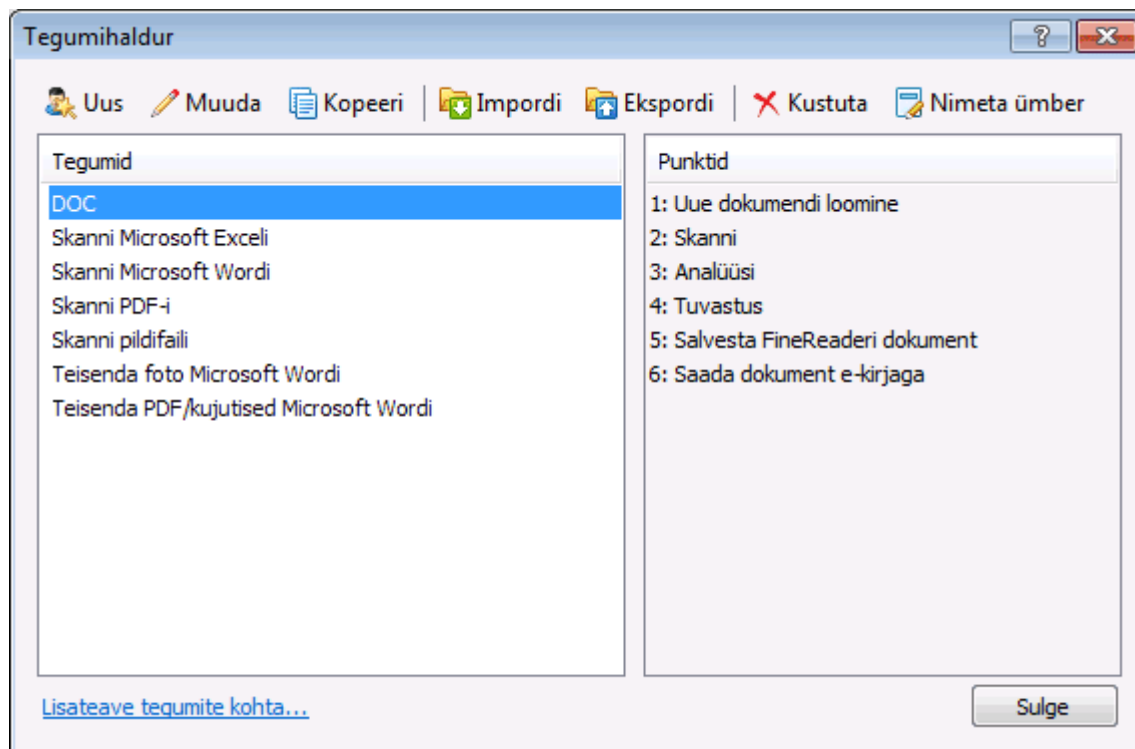 Tegumihaldur
Uus Muuda Kopeeri Impordi Ekspordi Kustuta Nimeta ümber
Tegumid
DOC
Skanni Microsoft Exceli
Skanni Microsoft Wordi
Skanni PDF-i
Skanni pildifaili
Teisenda foto Microsoft Wordi
Teisenda PDF/kujutised Microsoft Wordi
Punktid
1: Uue dokumendi loomine
2: Skanni
3: Analüüsi
4: Tuvastus
5: Salvesta FineReaderi dokument
6: Saada dokument e-kirjaga
Lisateave tegumite kohta...
Sulge